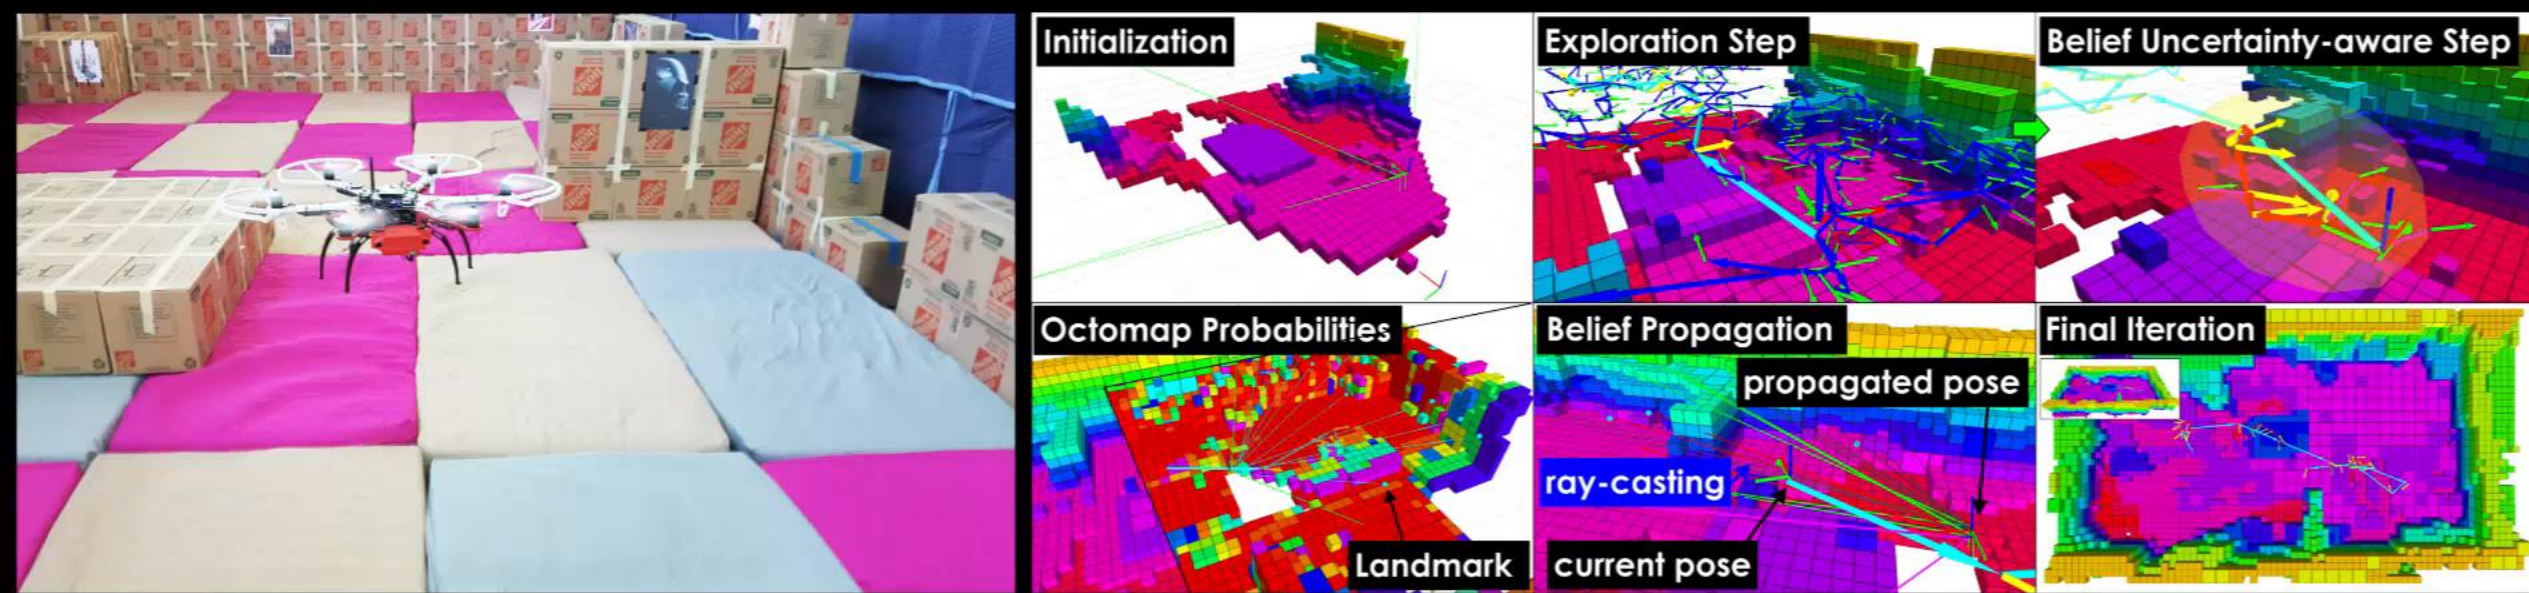 Initialization
Exploration Step
Belief Uncertainty-aware Step
Octomap Probabilities
Landmark
Belief Propagation
propagated pose
ray-casting
current pose
Final Iteration